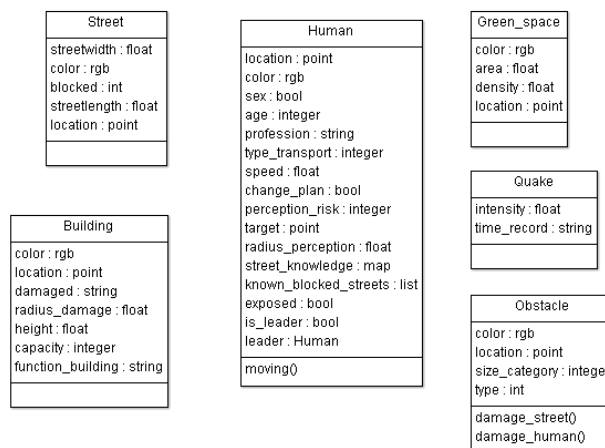 Street
streetwidth : float
color : rgb
blocked : int
streetlength : float
location : point
Building
color : rgb
location : point
damaged : string
radius_damage : float
height : float
capacity : integer
function_building : string
Human
location : point
color : rgb
sex : bool
age : integer
profession : string
type_transport : integer
speed : float
change_plan : bool
perception_risk : integer
target : point
radius_perception : float
street_knowledge : map
known_blocked_streets : list
exposed : bool
is_leader : bool
leader : Human
moving()
Green_space
color : rgb
area : float
density : float
location : point
Quake
intensity : float
time_record : string
Obstacle
color : rgb
location : point
size_category : intege
type : int
damage_street()
damage_human()